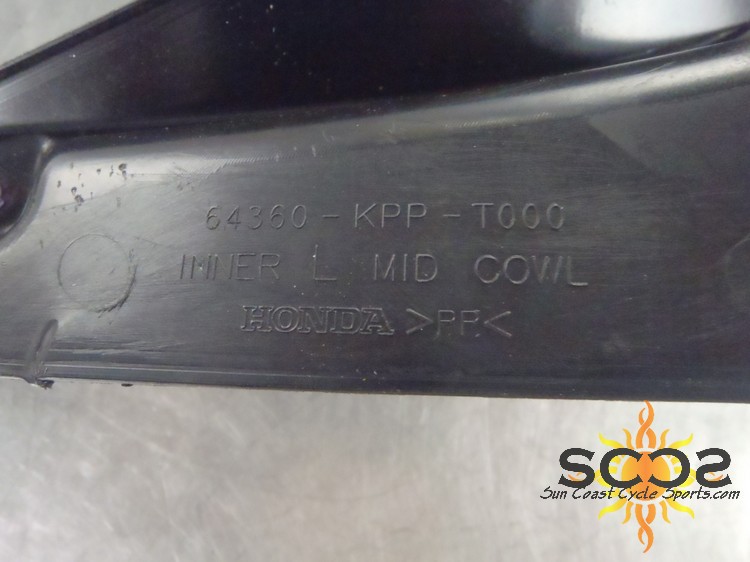 64360-KPP-T000
INNER L MID COWL
HONDA >PP<
SCCS
Sun Coast Cycle Sports.com